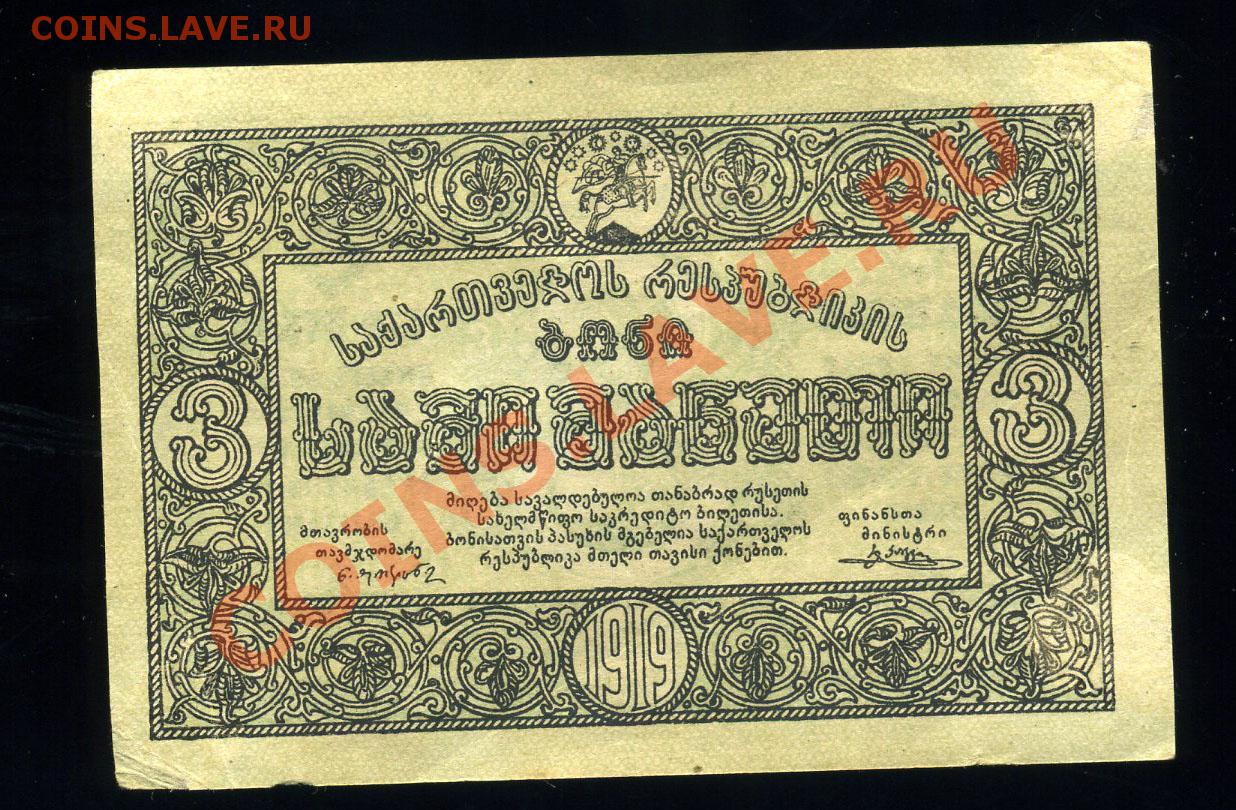 COINS.LAVE.RU
საქართველოს რესპუბლიკის
ბონი
სამი მანეთი
3
3
მიღება სავალდებულოა თანაბრად რუსეთის
სახელმწიფო საკრედიტო ბილეთისა.
ბონისათვის პასუხის მგებელია საქართველოს
რესპუბლიკა მთელი თავისი ქონებით.
მთავრობის
თავმჯდომარე
ფინანსთა
მინისტრი
1919
COINS.LAVE.RU